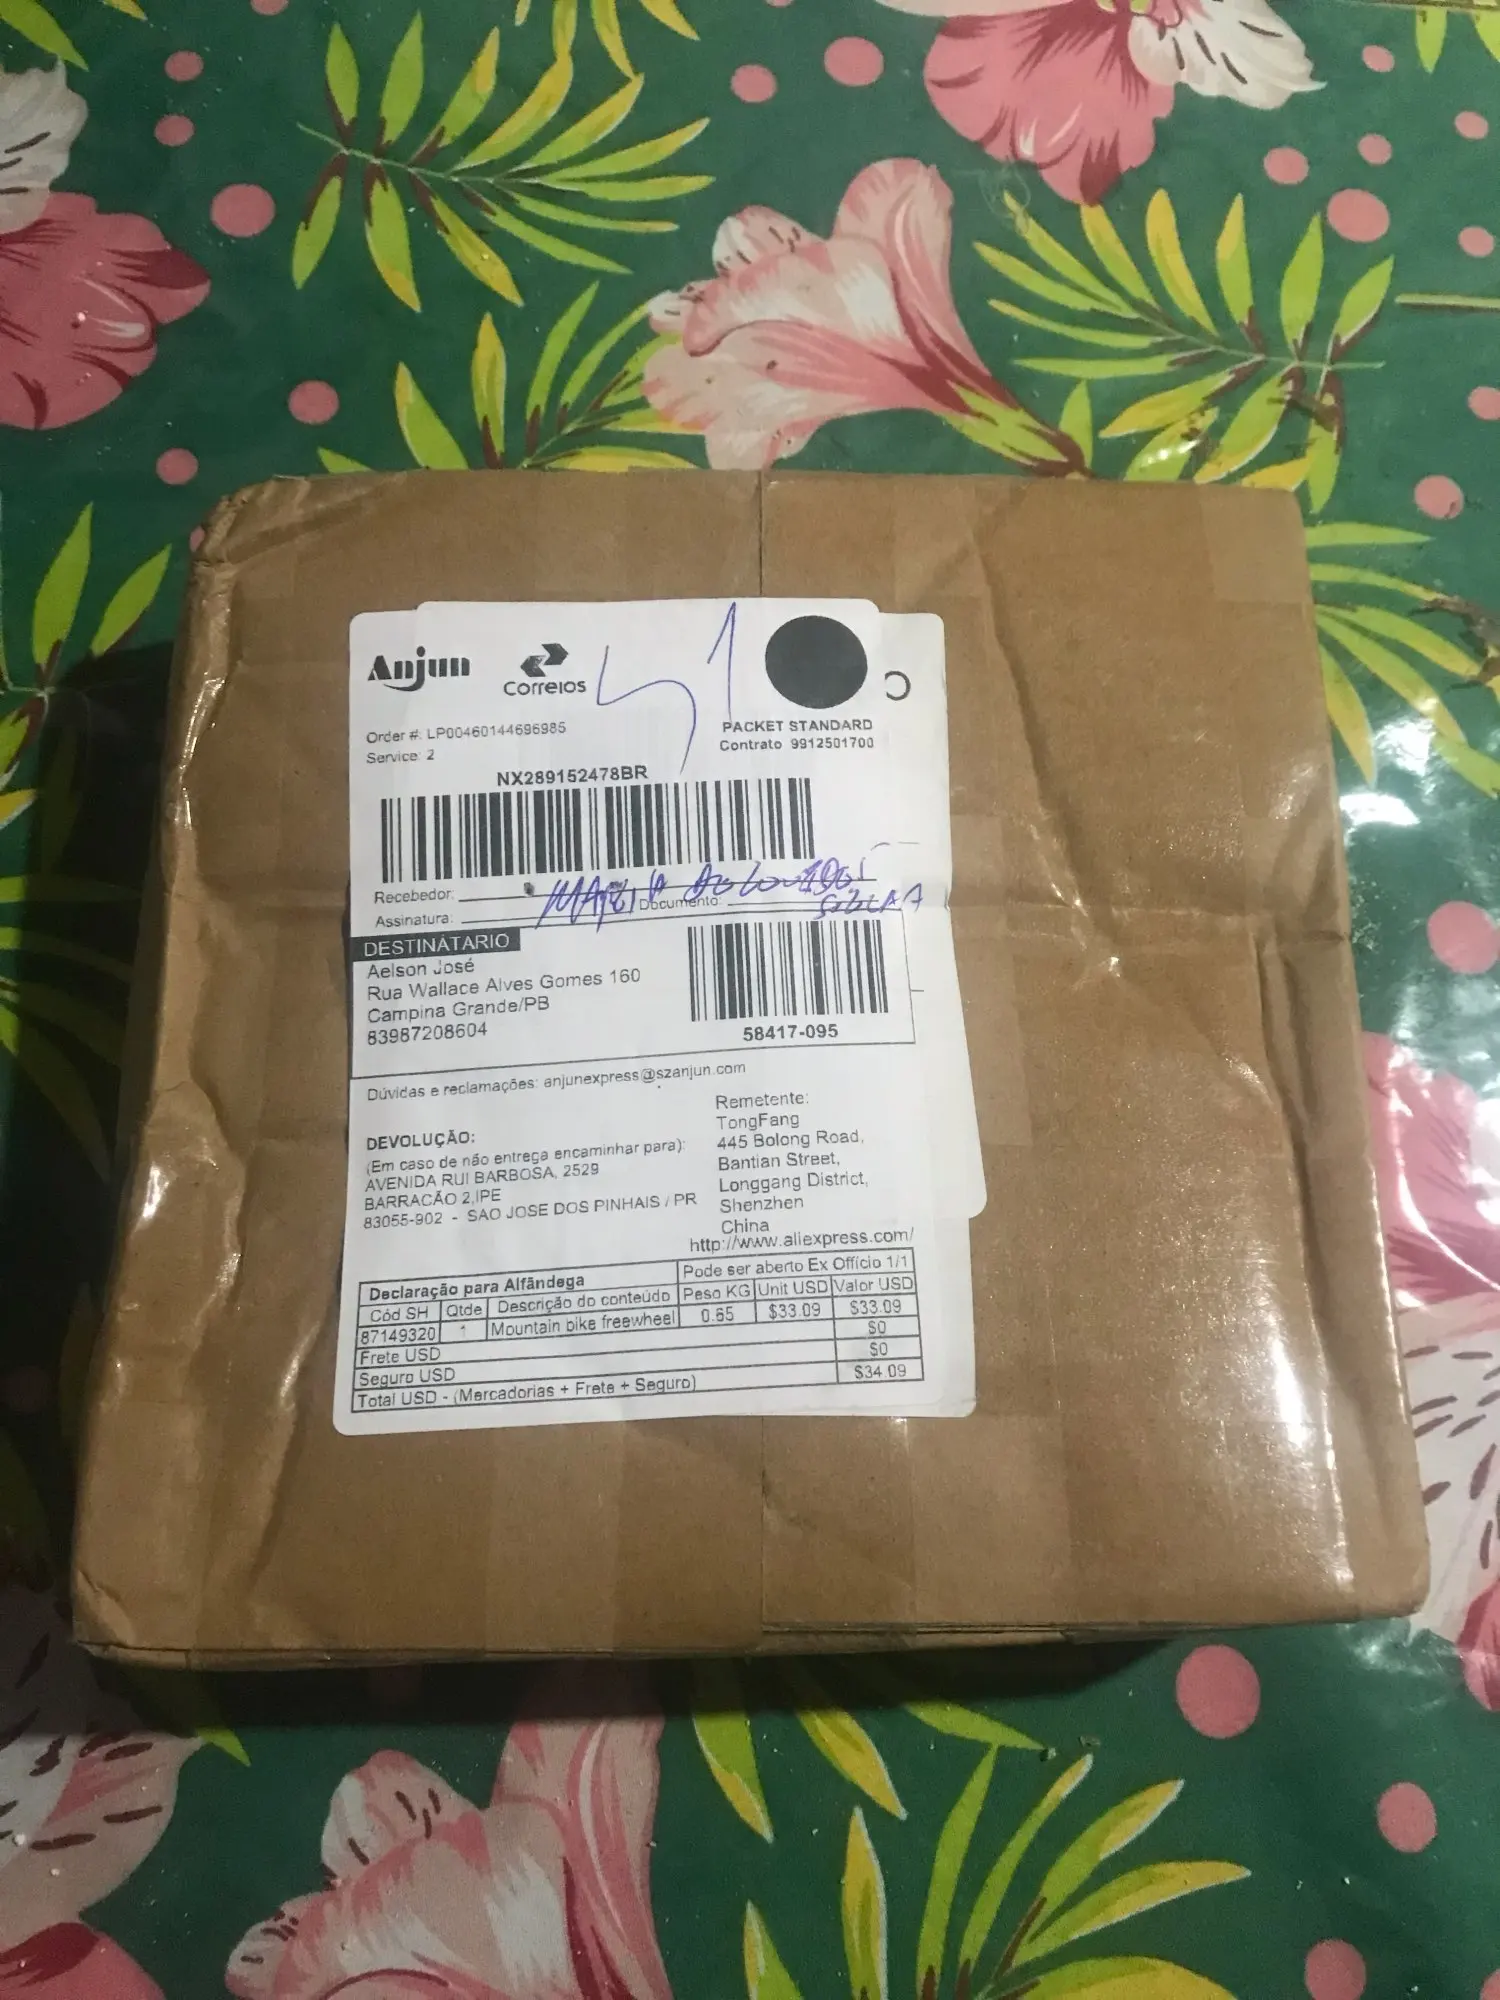 Anjun
Correios
51
PACKET STANDARD
Contrato 9912501700
Order #: LP00460144696985
Service: 2
NX289152478BR
Recebedor:
MARIA
Assinatura:
Documento:
DESTINATÁRIO
Aelson José
Rua Wallace Alves Gomes 160
Campina Grande/PB
83987208604
58417-095
Dúvidas e reclamações: anjunexpress@szanjun.com
DEVOLUÇÃO:
(Em caso de não entrega encaminhar para):
AVENIDA RUI BARBOSA, 2529
BARRACÃO 2,IPE
83055-902 - SAO JOSE DOS PINHAIS / PR
Remetente:
TongFang
445 Bolong Road,
Bantian Street,
Longgang District,
Shenzhen
China
http://www.aliexpress.com/
Declaração para Alfândega Pode ser aberto Ex Offício 1/1
Cód SH Qtde Descrição do conteúdo Peso KG Unit USD Valor USD
87149320 1 Mountain bike freewheel 0.65 $33.09 $33.09
Frete USD $0
Seguro USD $0
Total USD - (Mercadorias + Frete + Seguro) $34.09